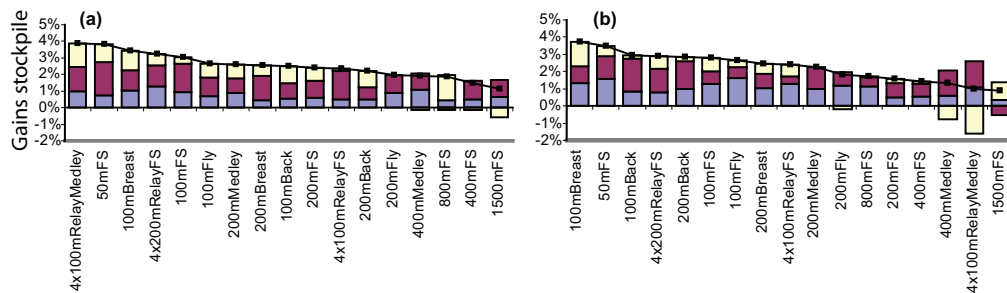 Gains stockpile
(a)
5%
4%
3%
2%
1%
0%
-1%
-2%
4x100mRelayMedley
50mFS
100mBreast
4x200mRelayFS
100mFS
100mFly
200mMedley
200mBreast
100mBack
200mFS
4x100mRelayFS
200mBack
200mFly
400mMedley
800mFS
400mFS
1500mFS
(b)
5%
4%
3%
2%
1%
0%
-1%
-2%
100mBreast
50mFS
100mBack
4x200mRelayFS
200mBack
100mFS
100mFly
200mBreast
4x100mRelayFS
200mMedley
200mFly
800mFS
200mFS
400mFS
400mMedley
4x100mRelayMedley
1500mFS